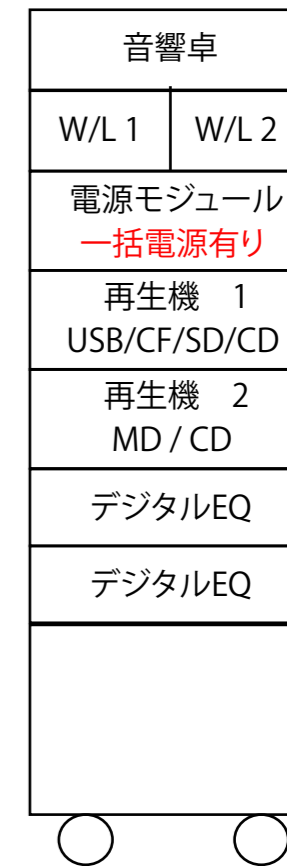 音響卓
W/L 1 W/L 2
電源モジュール
一括電源有り
再生機　1
USB/CF/SD/CD
再生機　2
MD / CD
デジタルEQ
デジタルEQ